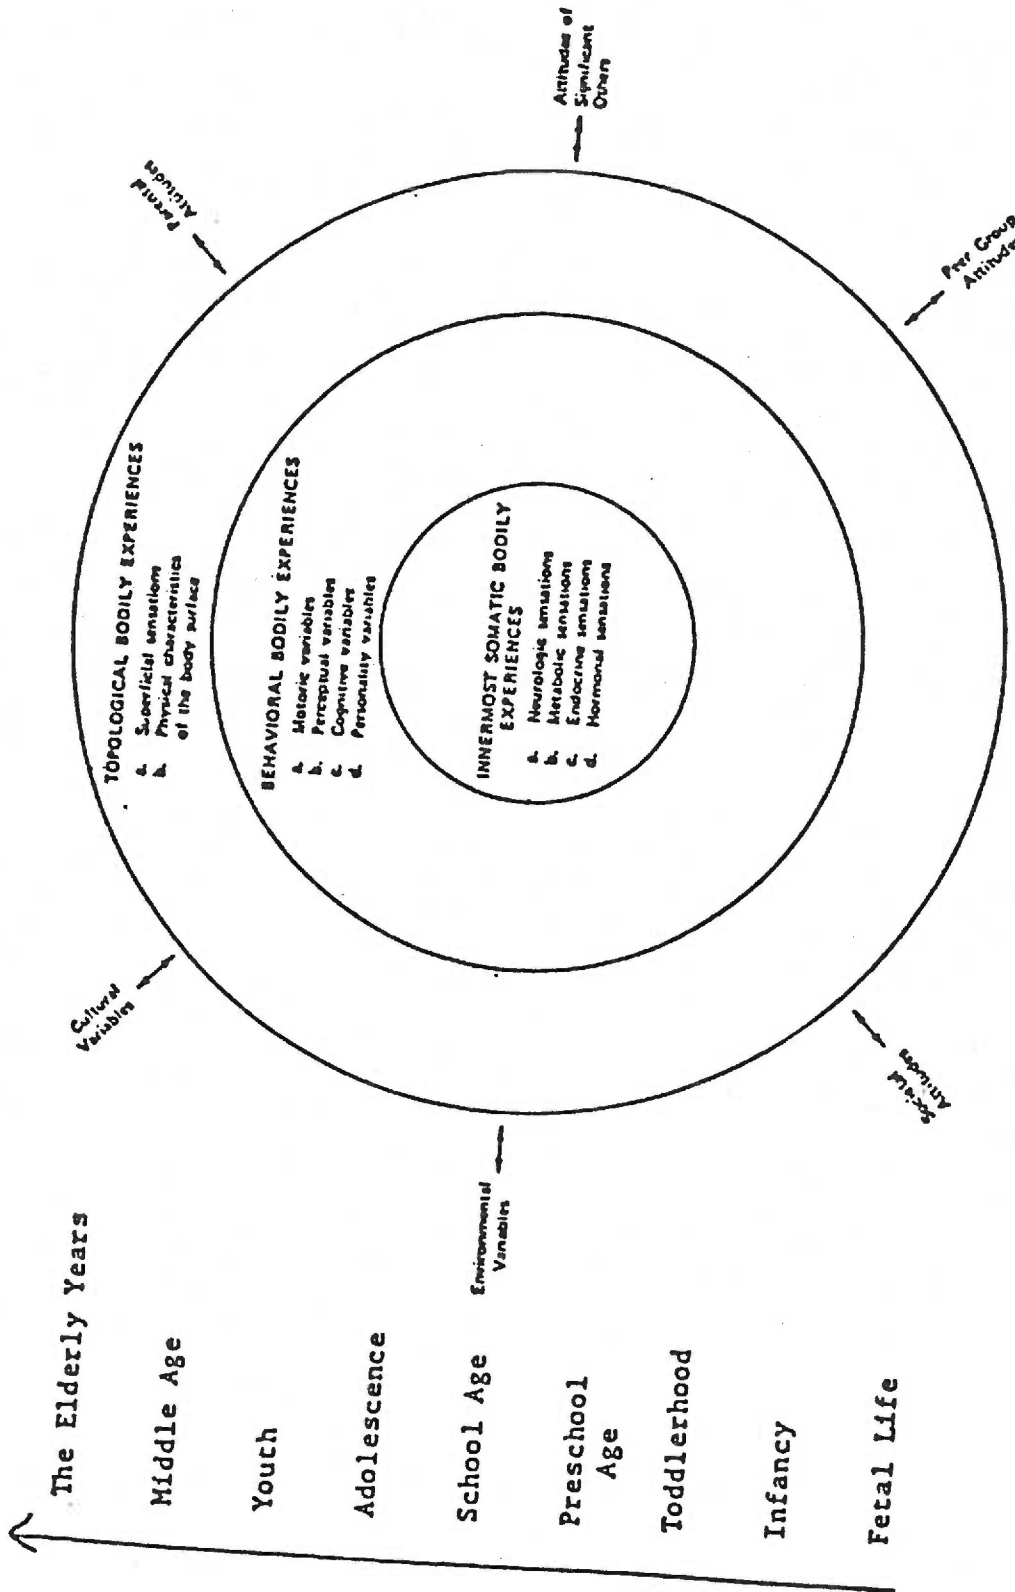 The Elderly Years
Middle Age
Youth
Adolescence
School Age
Preschool
Age
Toddlerhood
Infancy
Fetal Life
Cultural
Variables
Environmental
Variables
Societal
Attitudes
TOPOLOGICAL BODILY EXPERIENCES
a. Superficial sensations
b. Physical characteristics
of the body surface
BEHAVIORAL BODILY EXPERIENCES
a. Motoric variables
b. Perceptual variables
c. Cognitive variables
d. Personality variables
INNERMOST SOMATIC BODILY
EXPERIENCES
a. Neurologic sensations
b. Metabolic sensations
c. Endocrine sensations
d. Hormonal sensations
Parental
Attitudes
Attitudes of
Significant
Others
Peer Group
Attitudes